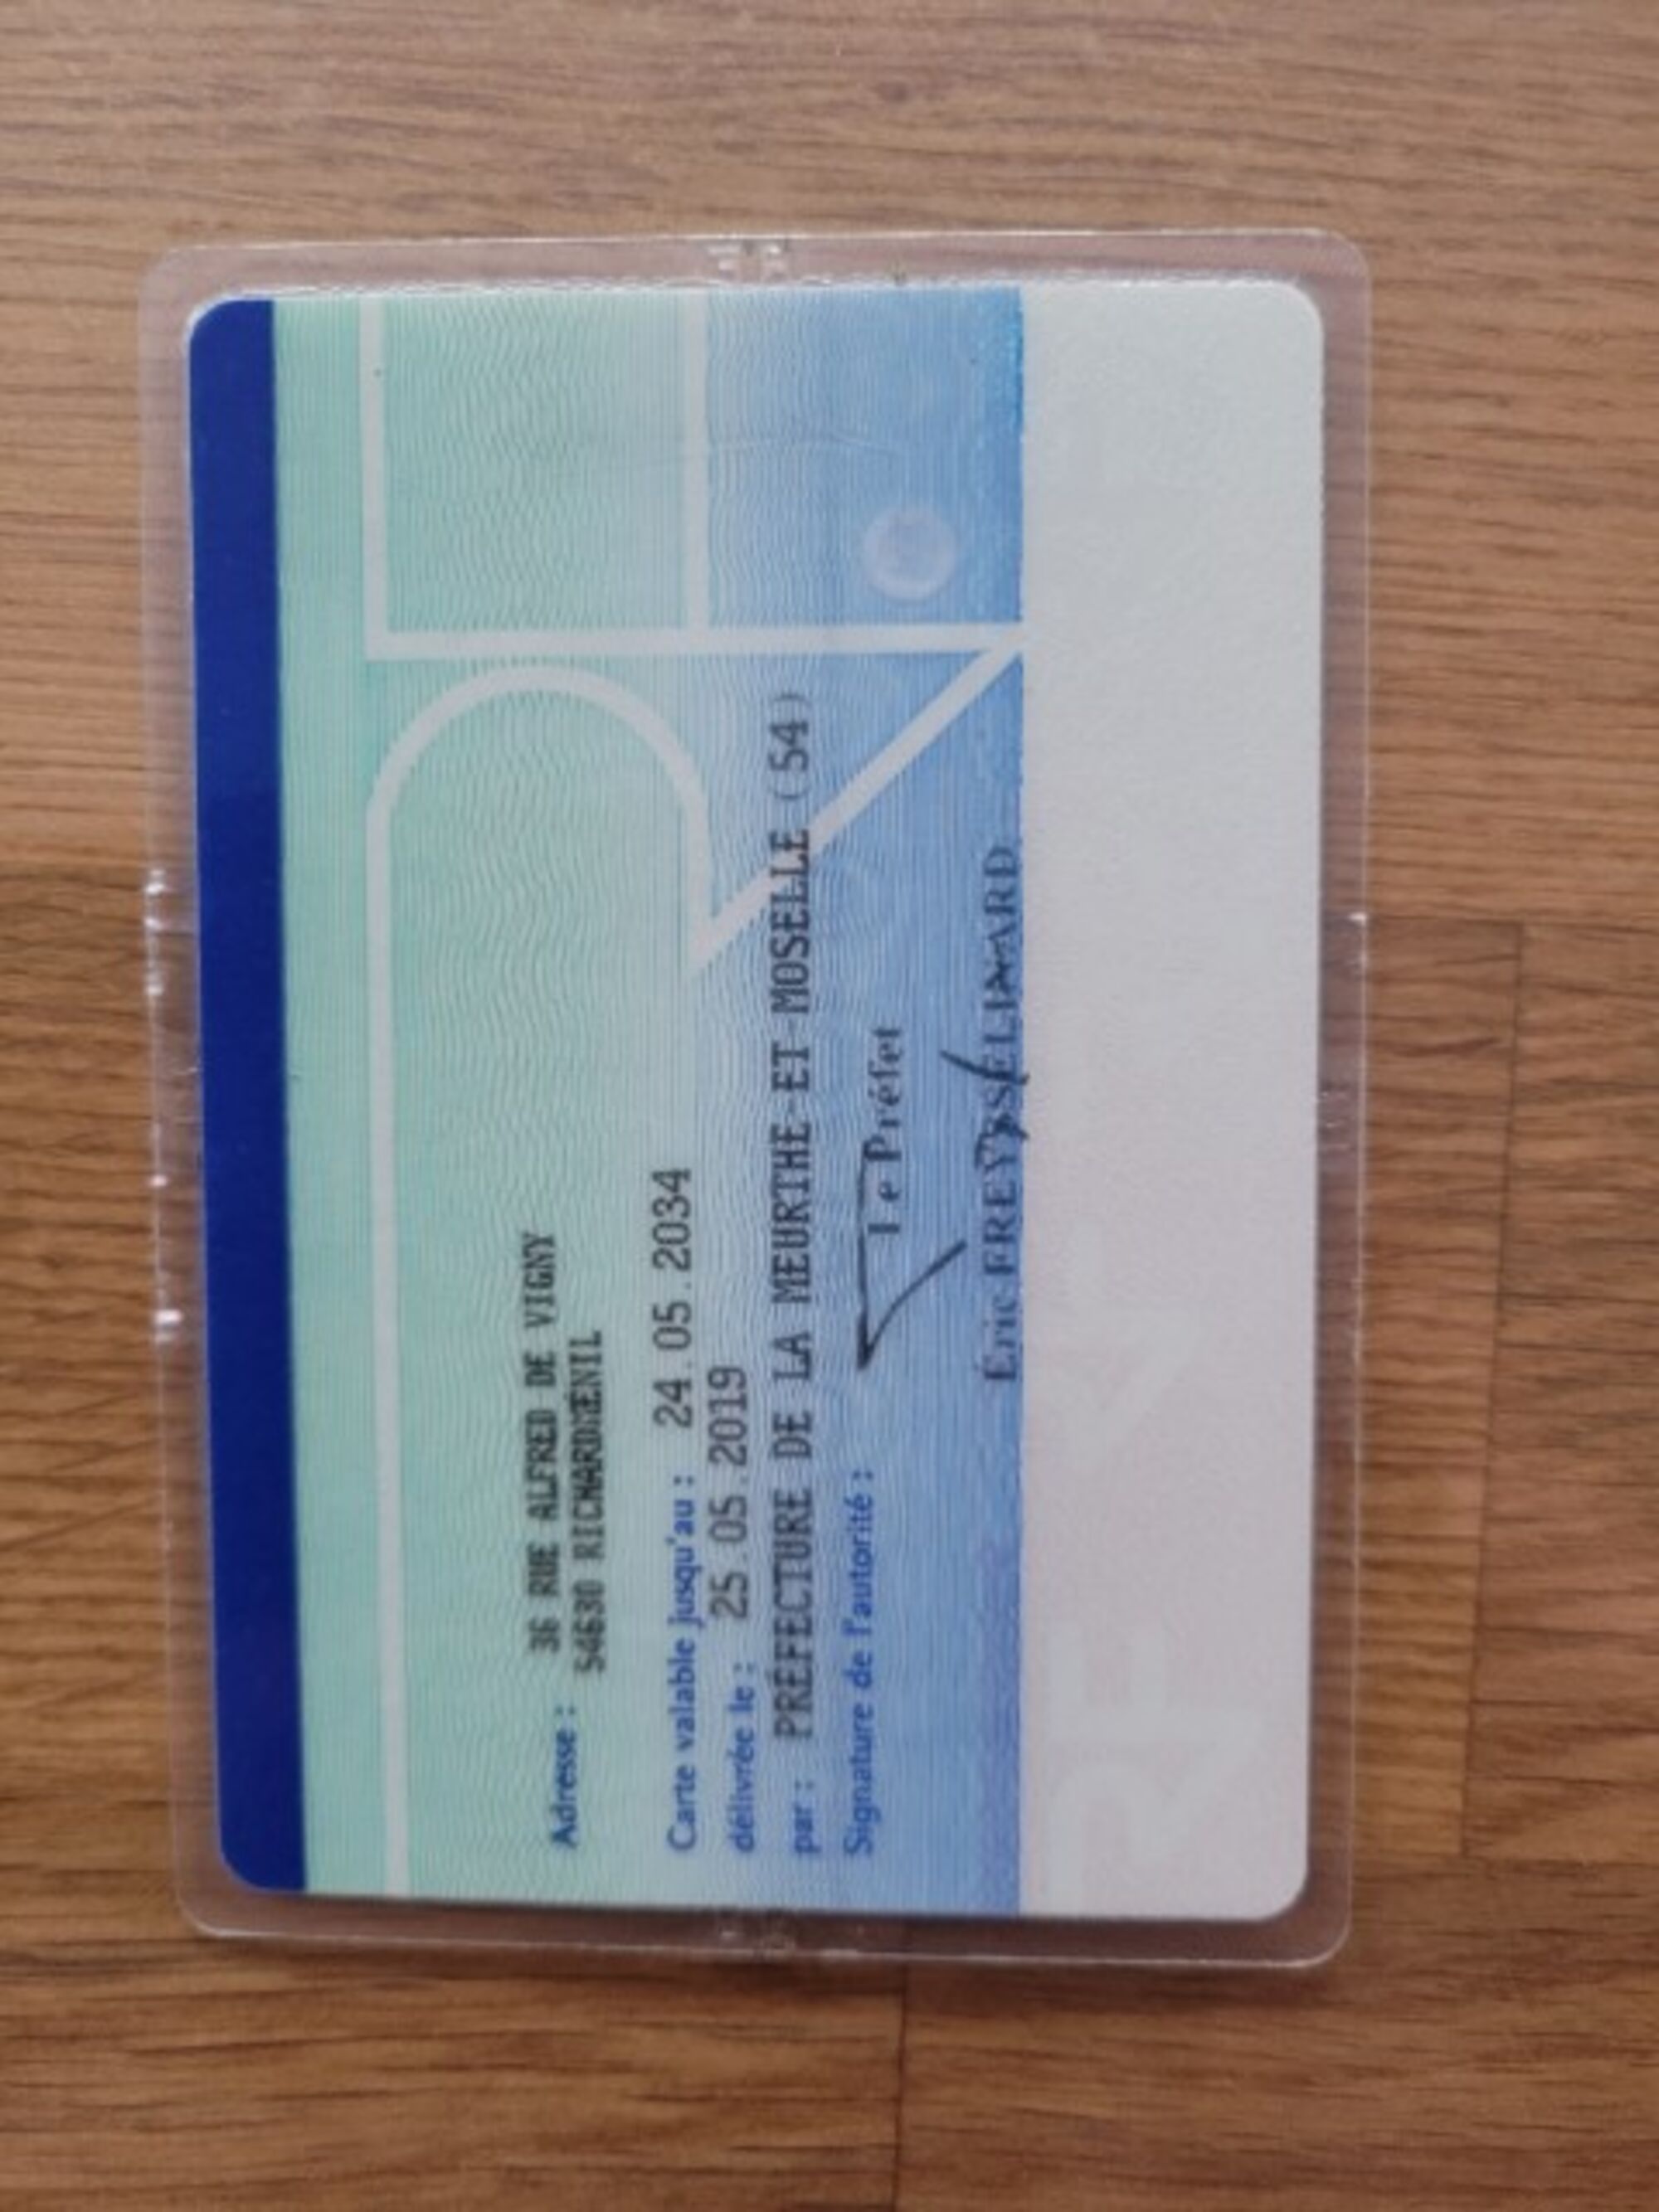 Adresse : 36 RUE ALFRED DE VIGNY
54630 RICHARDMÉNIL
Carte valable jusqu'au : 24.05.2034
délivrée le : 25.05.2019
par : PRÉFECTURE DE LA MEURTHE-ET-MOSELLE (54)
Signature de l'autorité :
Le Préfet
Éric FREYSSELINARD